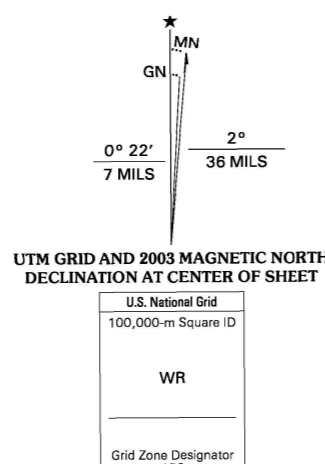 MN
GN
0° 22′
7 MILS
2°
36 MILS
UTM GRID AND 2003 MAGNETIC NORTH
DECLINATION AT CENTER OF SHEET
U.S. National Grid
100,000-m Square ID
WR
Grid Zone Designator